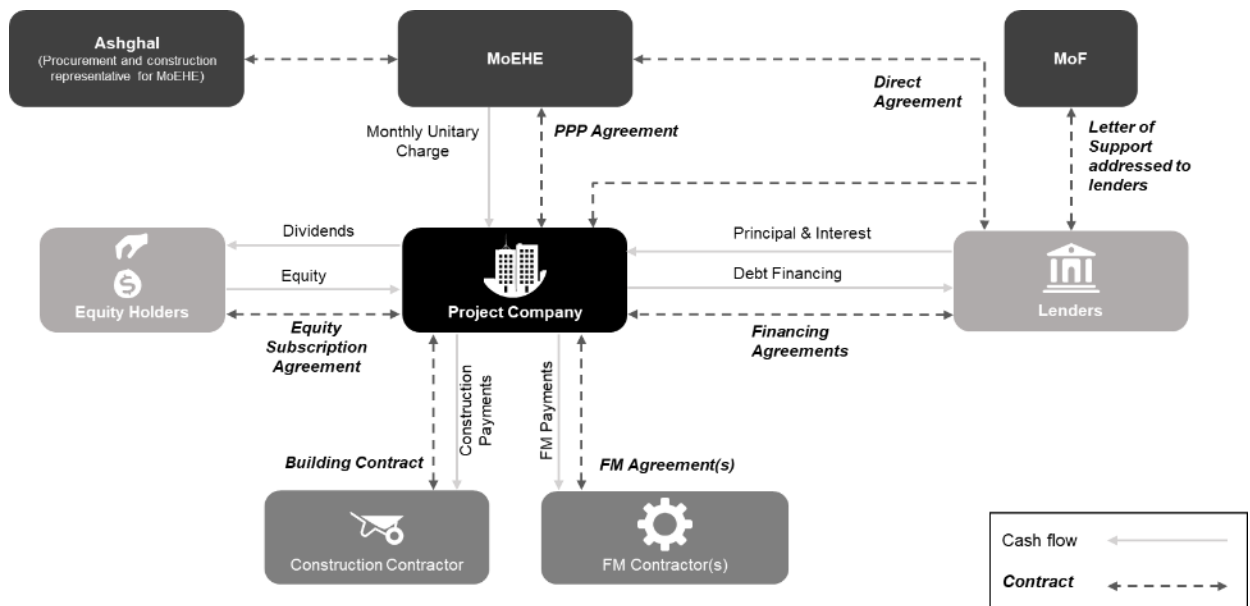 Ashghal
(Procurement and construction
representative for MoEHE)
MoEHE
MoF
Direct
Agreement
Monthly Unitary
Charge
PPP Agreement
Letter of
Support
addressed to
lenders
Dividends
Equity
Equity Holders
Equity
Subscription
Agreement
Project Company
Principal & Interest
Debt Financing
Financing
Agreements
Lenders
Construction
Payments
FM Payments
Building Contract
FM Agreement(s)
Construction Contractor
FM Contractor(s)
Cash flow
Contract